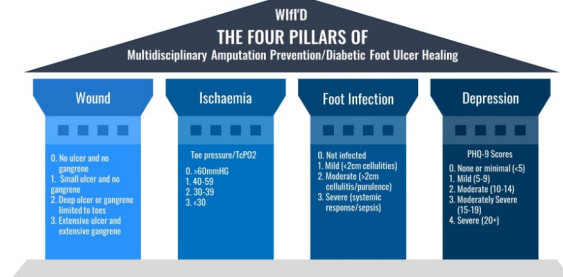 WIfI'D
THE FOUR PILLARS OF
Multidisciplinary Amputation Prevention/Diabetic Foot Ulcer Healing
Wound
0. No ulcer and no
gangrene
1. Small ulcer and no
gangrene
2. Deep ulcer or gangrene
limited to toes
3. Extensive ulcer and
extensive gangrene
Ischaemia
Toe pressure/TcPO2
0. >60mmHG
1. 40-59
2. 30-39
3. <30
Foot Infection
0. Not infected
1. Mild (<2cm cellulities)
2. Moderate (>2cm
cellulitis/purulence)
3. Severe (systemic
response/sepsis)
Depression
PHQ-9 Scores
0. None or minimal (<5)
1. Mild (5-9)
2. Moderate (10-14)
3. Moderately Severe
(15-19)
4. Severe (20+)